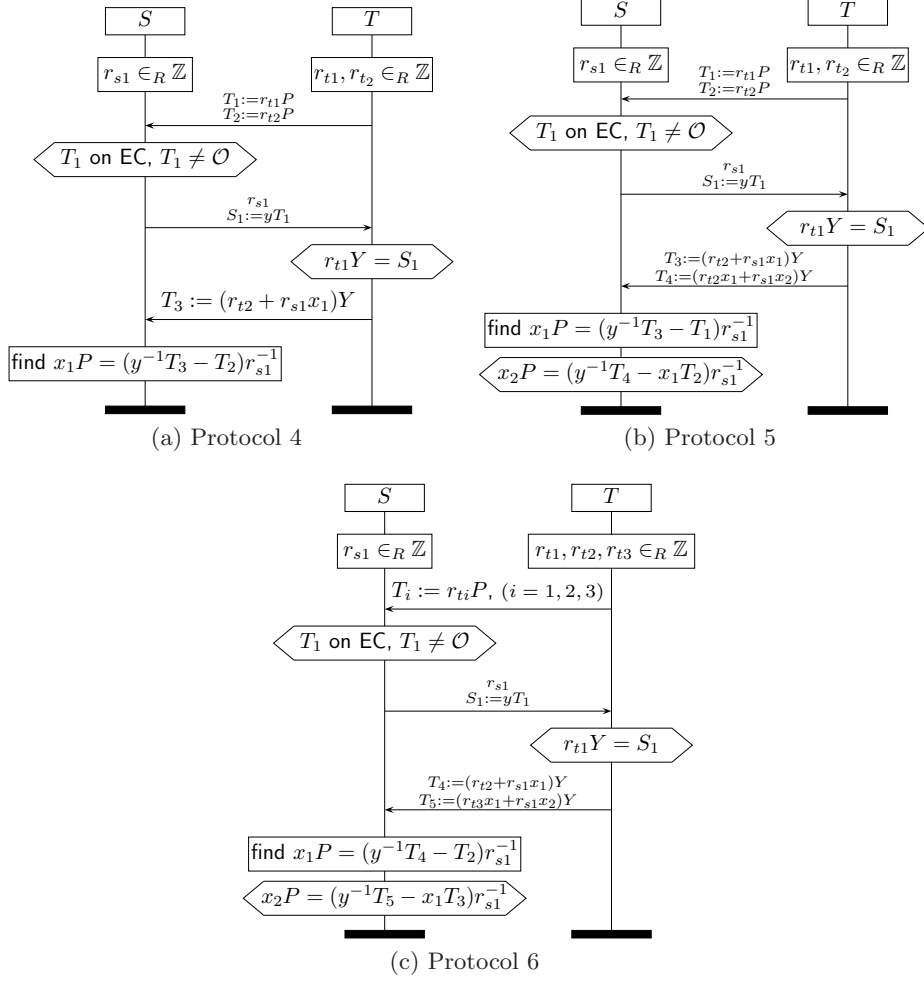 S
T
r_{s1} ∈_R ℤ
r_{t1}, r_{t_2} ∈_R ℤ
T_1:=r_{t1}P
T_2:=r_{t2}P
T_1 on EC, T_1 ≠ 𝒪
r_{s1}
S_1:=yT_1
r_{t1}Y = S_1
T_3 := (r_{t2} + r_{s1}x_1)Y
find x_1P = (y^{-1}T_3 − T_2)r_{s1}^{-1}
(a) Protocol 4
S
T
r_{s1} ∈_R ℤ
r_{t1}, r_{t_2} ∈_R ℤ
T_1:=r_{t1}P
T_2:=r_{t2}P
T_1 on EC, T_1 ≠ 𝒪
r_{s1}
S_1:=yT_1
r_{t1}Y = S_1
T_3:=(r_{t2}+r_{s1}x_1)Y
T_4:=(r_{t2}x_1+r_{s1}x_2)Y
find x_1P = (y^{-1}T_3 − T_1)r_{s1}^{-1}
x_2P = (y^{-1}T_4 − x_1T_2)r_{s1}^{-1}
(b) Protocol 5
S
T
r_{s1} ∈_R ℤ
r_{t1}, r_{t2}, r_{t3} ∈_R ℤ
T_i := r_{ti}P, (i = 1, 2, 3)
T_1 on EC, T_1 ≠ 𝒪
r_{s1}
S_1:=yT_1
r_{t1}Y = S_1
T_4:=(r_{t2}+r_{s1}x_1)Y
T_5:=(r_{t3}x_1+r_{s1}x_2)Y
find x_1P = (y^{-1}T_4 − T_2)r_{s1}^{-1}
x_2P = (y^{-1}T_5 − x_1T_3)r_{s1}^{-1}
(c) Protocol 6